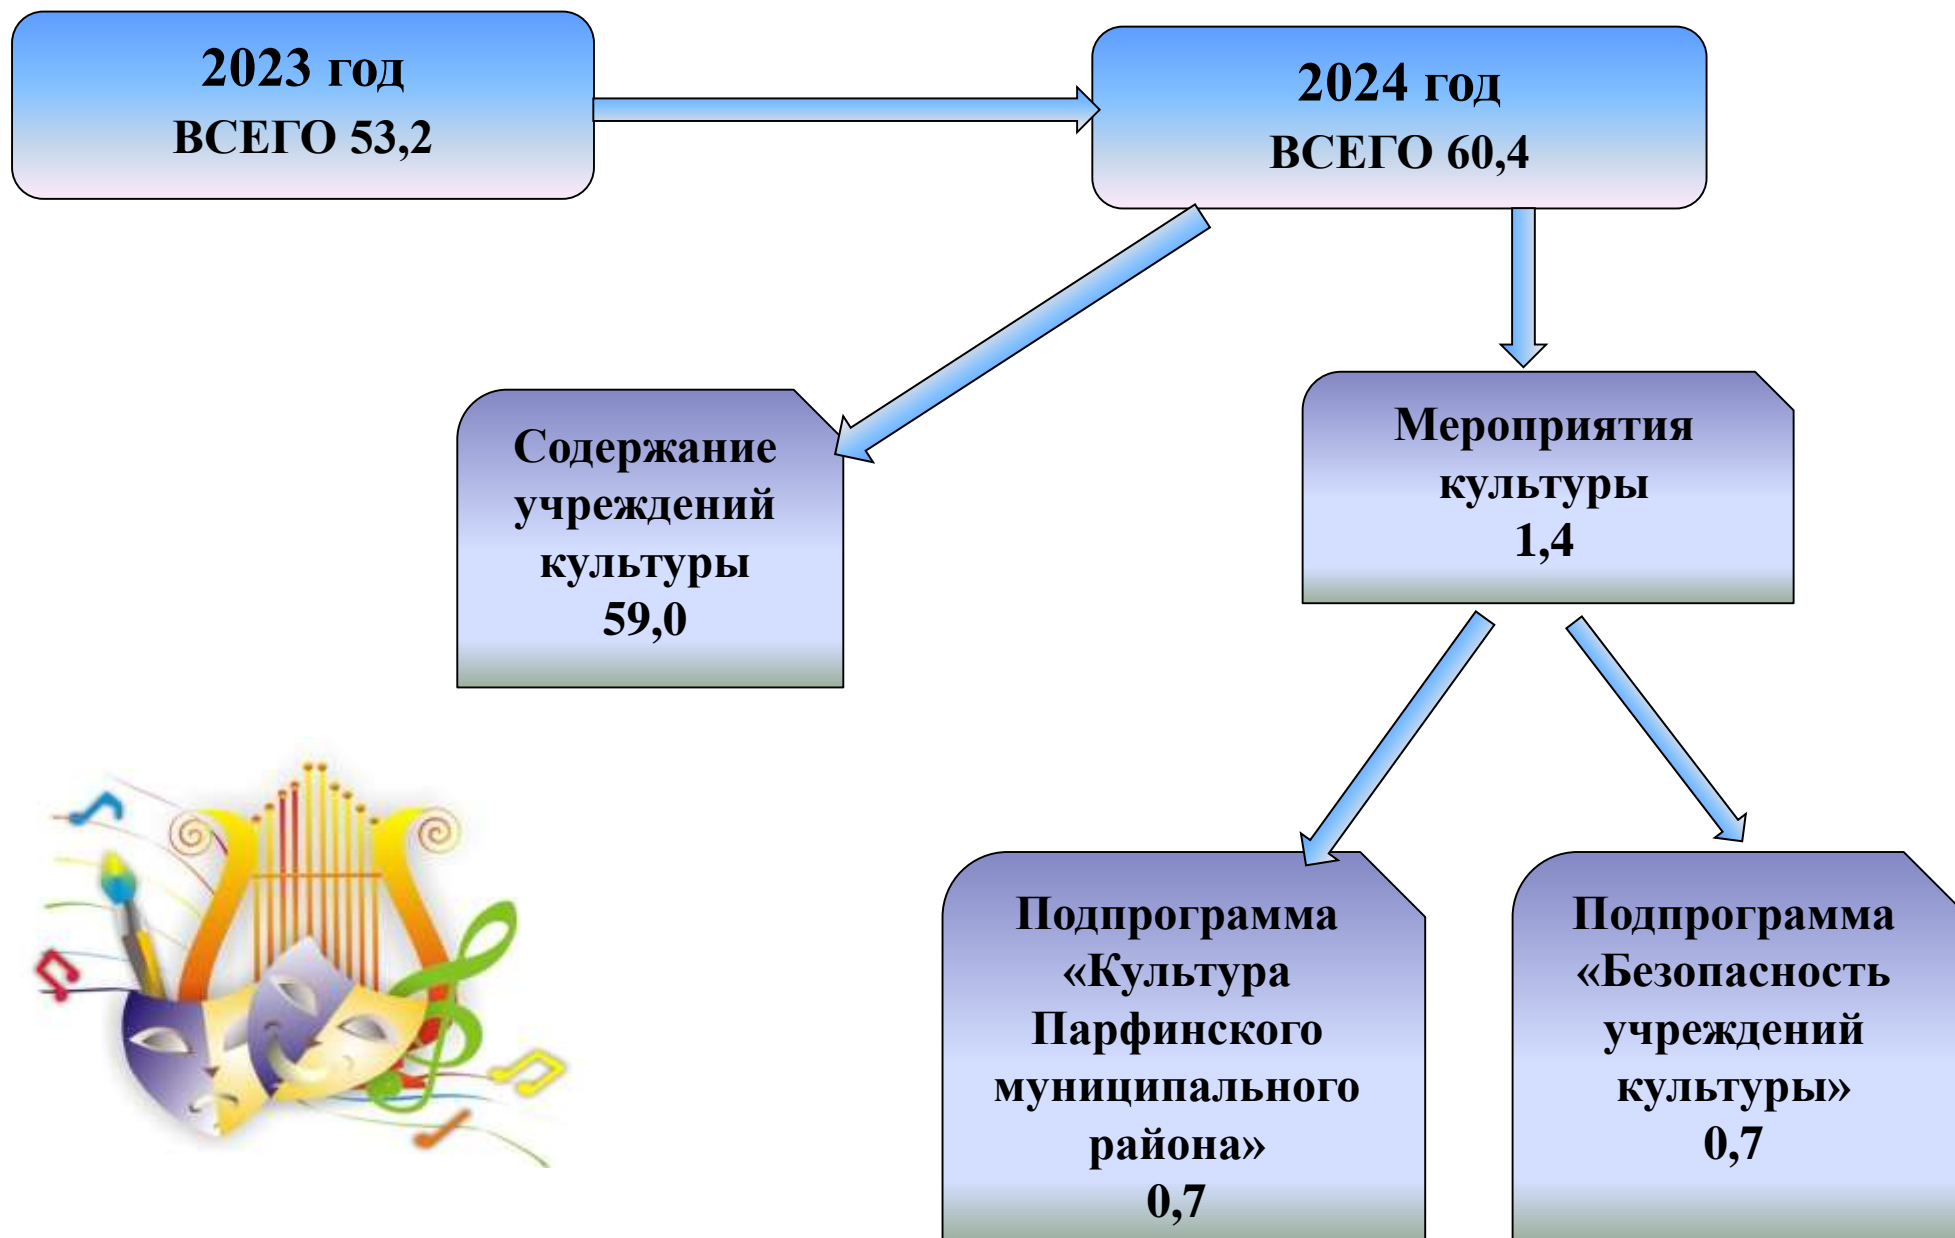 2023 год
ВСЕГО 53,2
2024 год
ВСЕГО 60,4
Содержание
учреждений
культуры
59,0
Мероприятия
культуры
1,4
Подпрограмма
«Культура
Парфинского
муниципального
района»
0,7
Подпрограмма
«Безопасность
учреждений
культуры»
0,7